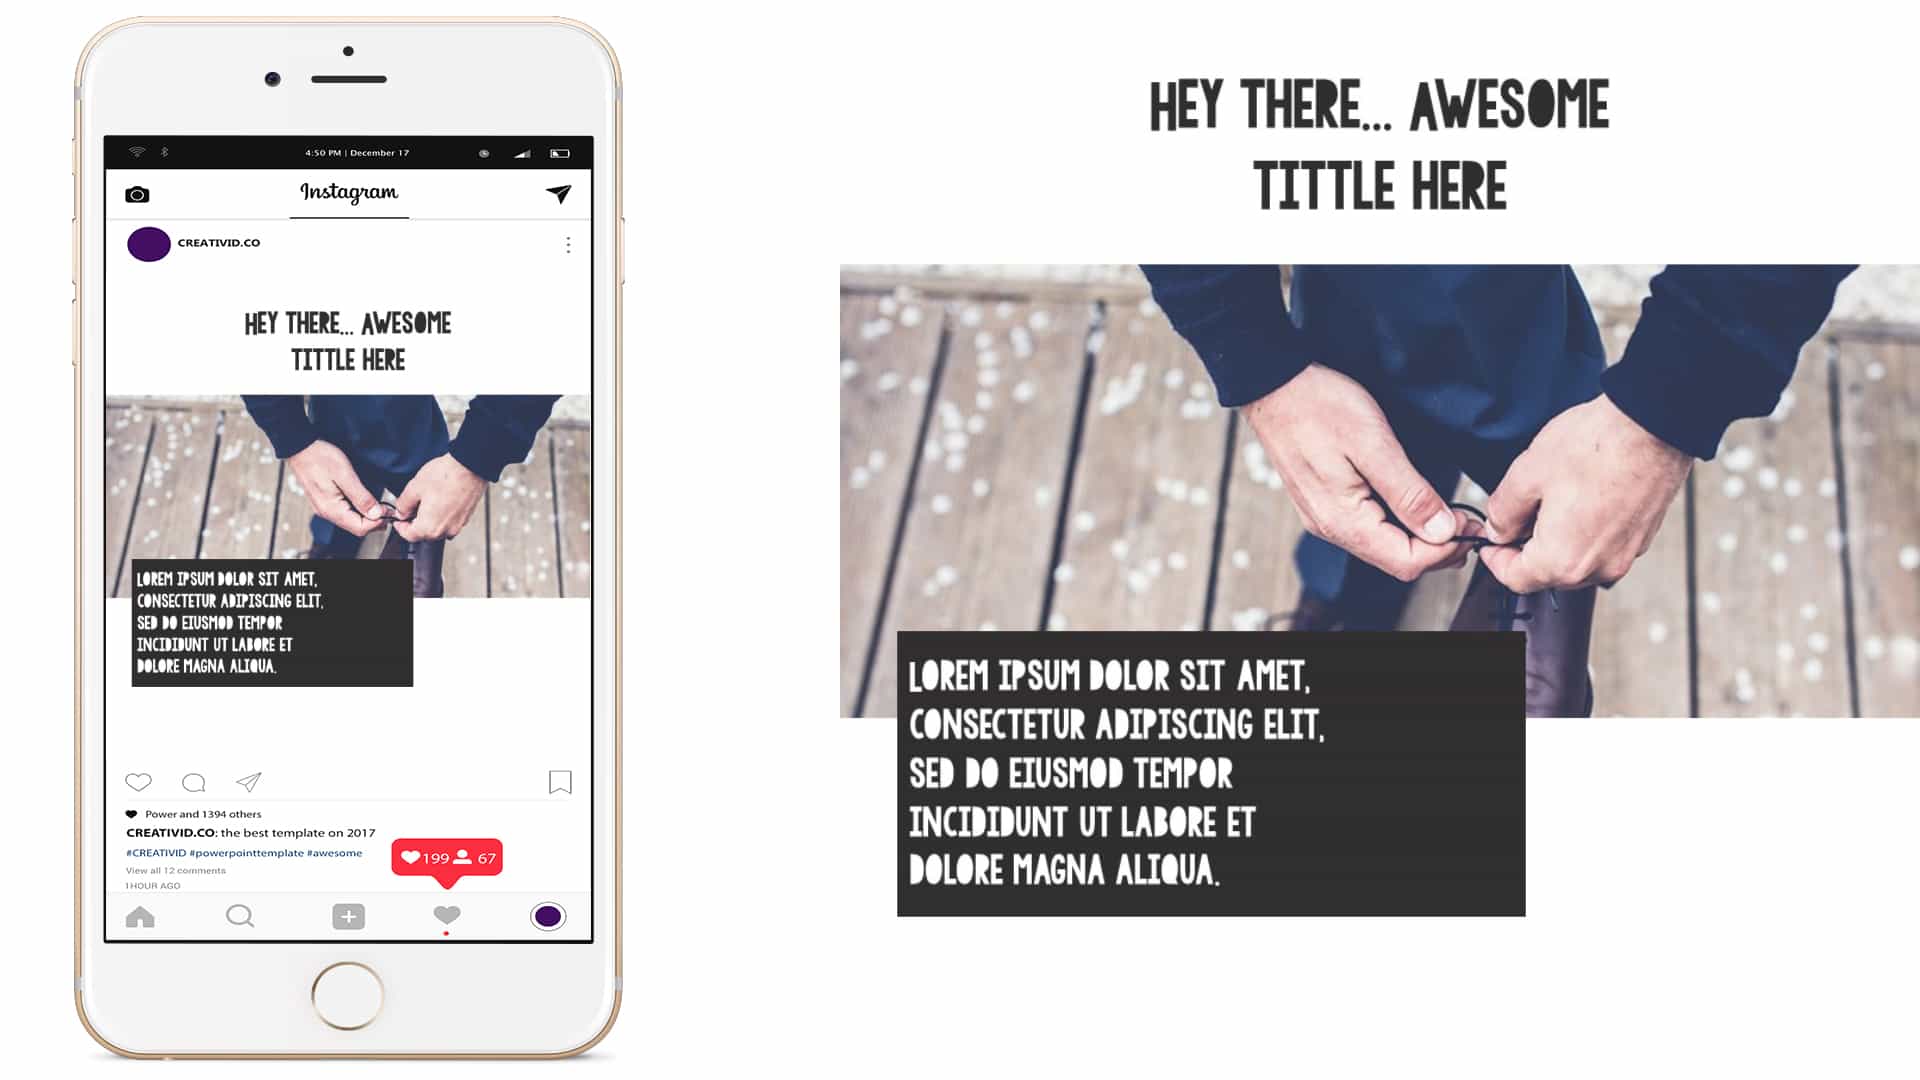 4:50 PM | December 17
Instagram
CREATIVID.CO
HEY THERE... AWESOME
TITTLE HERE
LOREM IPSUM DOLOR SIT AMET,
CONSECTETUR ADIPISCING ELIT,
SED DO EIUSMOD TEMPOR
INCIDIDUNT UT LABORE ET
DOLORE MAGNA ALIQUA.
Power and 1394 others
CREATIVID.CO: the best template on 2017
#CREATIVID #powerpointtemplate #awesome
199 67
View all 12 comments
1HOUR AGO
HEY THERE... AWESOME
TITTLE HERE
LOREM IPSUM DOLOR SIT AMET,
CONSECTETUR ADIPISCING ELIT,
SED DO EIUSMOD TEMPOR
INCIDIDUNT UT LABORE ET
DOLORE MAGNA ALIQUA.